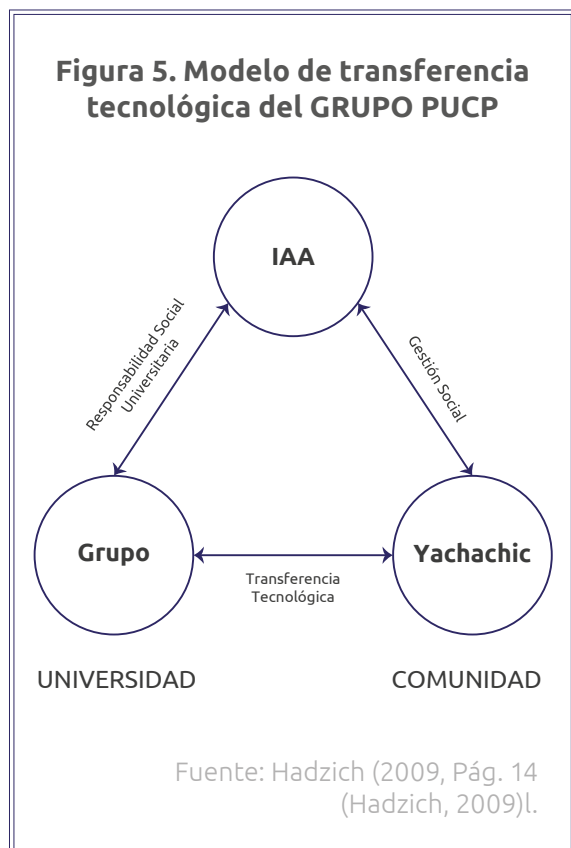 Figura 5. Modelo de transferencia
tecnológica del GRUPO PUCP
IAA
Responsabilidad Social
Universitaria
Gestión Social
Grupo
Yachachic
Transferencia
Tecnológica
UNIVERSIDAD
COMUNIDAD
Fuente: Hadzich (2009, Pág. 14
(Hadzich, 2009)l.